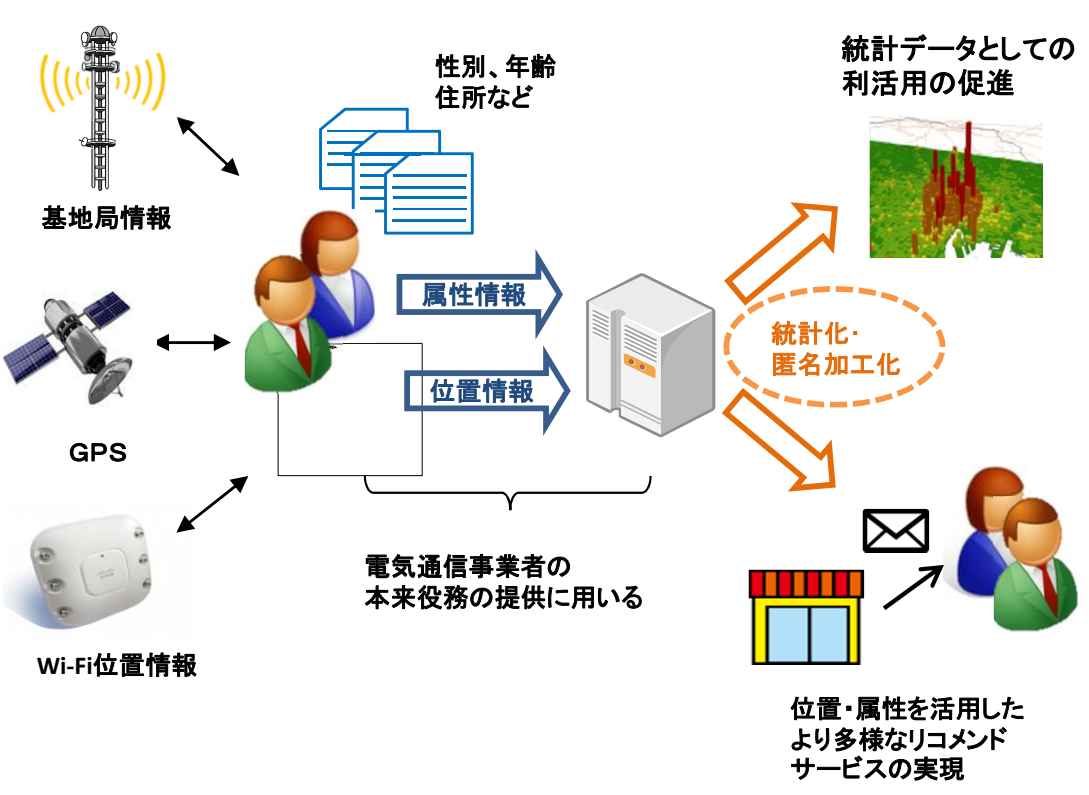 性別、年齢
住所など
統計データとしての
利活用の促進
基地局情報
属性情報
統計化・
匿名加工化
位置情報
GPS
電気通信事業者の
本来役務の提供に用いる
Wi-Fi位置情報
位置・属性を活用した
より多様なリコメンド
サービスの実現